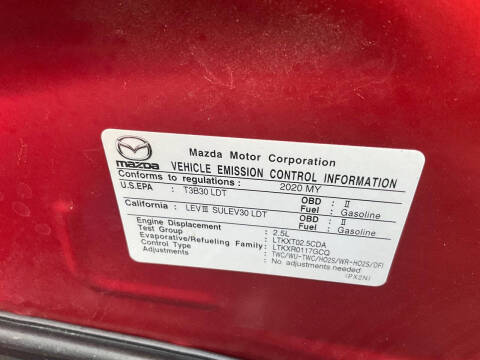 Mazda Motor Corporation
mazda VEHICLE EMISSION CONTROL INFORMATION
Conforms to regulations : 2020 MY
U.S.EPA : T3B30 LDT OBD : II
Fuel : Gasoline
California : LEV III SULEV30 LDT OBD : II
Fuel : Gasoline
Engine Displacement : 2.5L
Test Group : LTKXT02.5CDA
Evaporative/Refueling Family : LTKXR0117GCQ
Control Type : TWC/WU-TWC/HO2S/WR-HO2S/DFI
Adjustments : No adjustments needed
(PX2N)